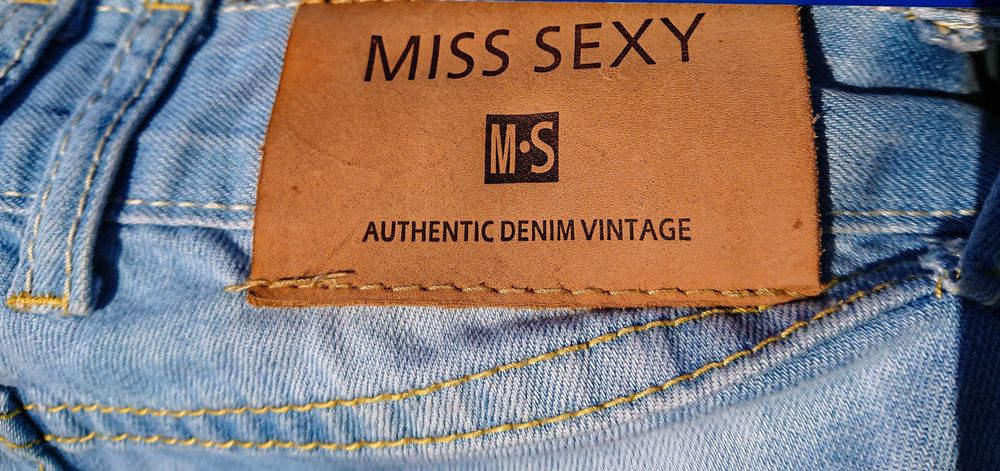 MISS SEXY
M·S
AUTHENTIC DENIM VINTAGE